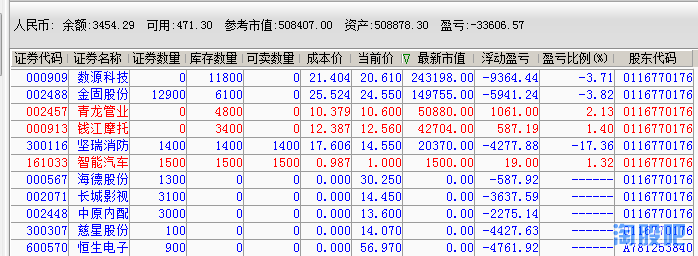 人民币: 余额:3454.29 可用:471.30 参考市值:508407.00 资产:508878.30 盈亏:-33606.57
证券代码 证券名称 证券数量 库存数量 可卖数量 成本价 当前价 ▽ 最新市值 浮动盈亏 盈亏比例(%) 股东代码
000909 数源科技 0 11800 0 21.404 20.610 243198.00 -9364.44 -3.71 0116770176
002488 金固股份 12900 6100 0 25.524 24.550 149755.00 -5941.24 -3.82 0116770176
002457 青龙管业 0 4800 0 10.379 10.600 50880.00 1061.00 2.13 0116770176
000913 钱江摩托 0 3400 0 12.387 12.560 42704.00 587.19 1.40 0116770176
300116 坚瑞消防 1400 1400 1400 17.606 14.550 20370.00 -4277.88 -17.36 0116770176
161033 智能汽车 1500 1500 1500 0.987 1.000 1500.00 19.00 1.32 0116770176
000567 海德股份 1300 0 0 0.000 30.250 0.00 -587.92 ------ 0116770176
002071 长城影视 3100 0 0 0.000 14.450 0.00 -3637.59 ------ 0116770176
002448 中原内配 3000 0 0 0.000 13.600 0.00 -2275.14 ------ 0116770176
300307 慈星股份 100 0 0 0.000 14.070 0.00 -4427.63 ------ 0116770176
600570 恒生电子 900 0 0 0.000 56.970 0.00 -4761.92 ------ A781253840
淘股吧